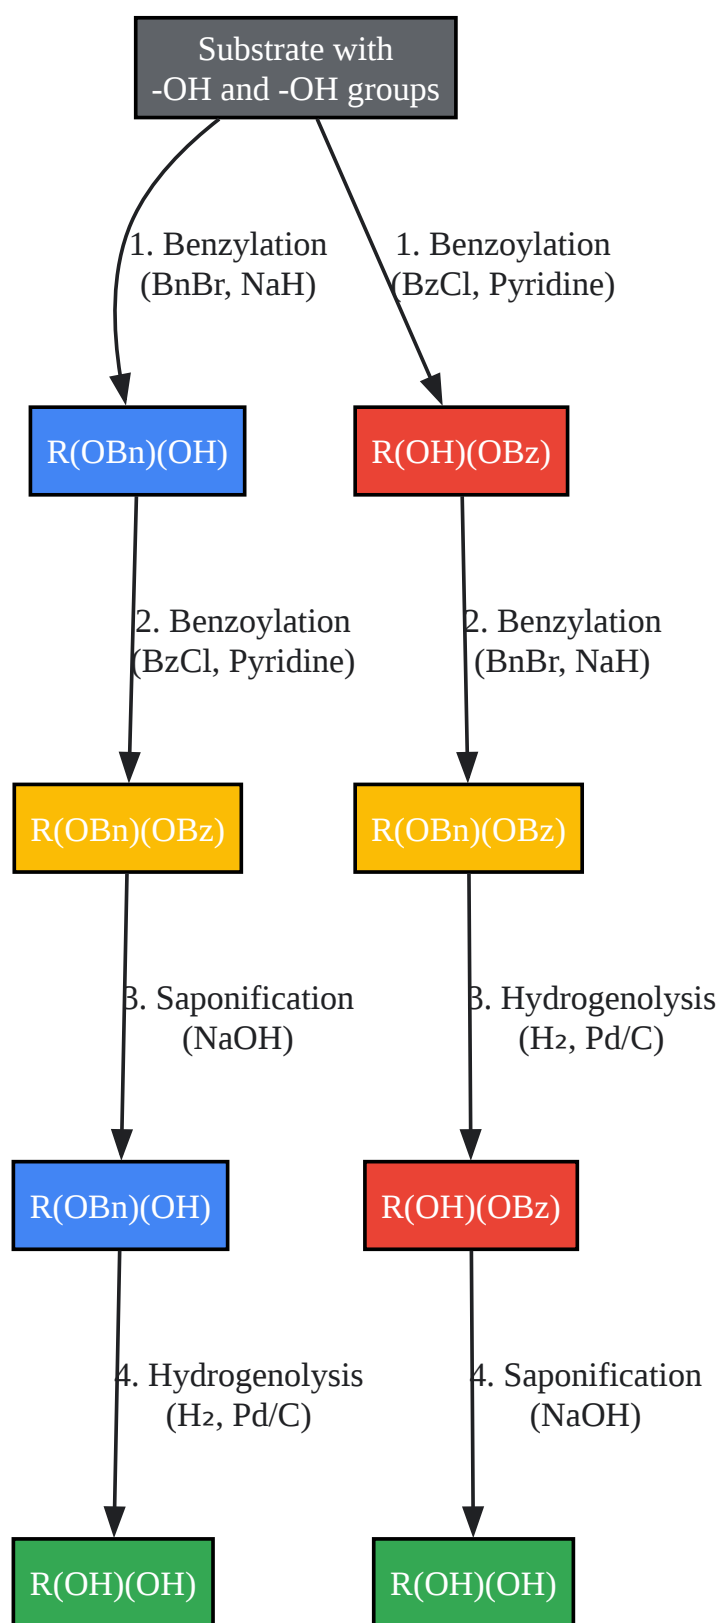 Substrate with
-OH and -OH groups
1. Benzylation
(BnBr, NaH)
1. Benzoylation
(BzCl, Pyridine)
R(OBn)(OH)
R(OH)(OBz)
2. Benzoylation
(BzCl, Pyridine)
2. Benzylation
(BnBr, NaH)
R(OBn)(OBz)
R(OBn)(OBz)
3. Saponification
(NaOH)
3. Hydrogenolysis
(H₂, Pd/C)
R(OBn)(OH)
R(OH)(OBz)
4. Hydrogenolysis
(H₂, Pd/C)
4. Saponification
(NaOH)
R(OH)(OH)
R(OH)(OH)